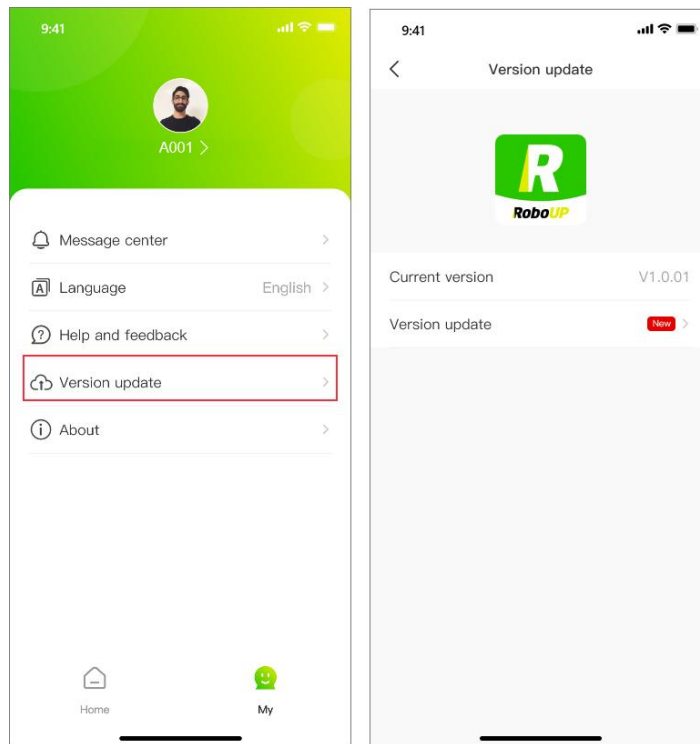 9:41
A001 >
Message center
Language English
Help and feedback
Version update
About
Home My
9:41
Version update
R
RoboUP
Current version V1.0.01
Version update New